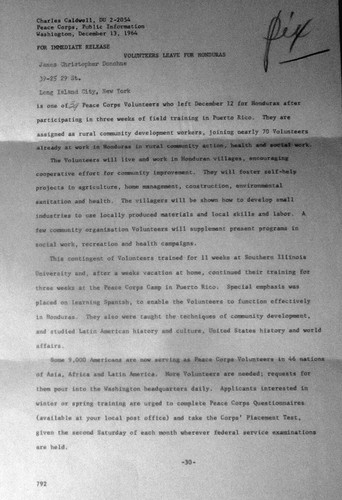 Charles Caldwell, DU 2-2054
Peace Corps, Public Information
Washington, December 13, 1964
pix
FOR IMMEDIATE RELEASE
VOLUNTEERS LEAVE FOR HONDURAS
James Christopher Donohue
29 St.
Long Island City, New York
is one of Peace Corps Volunteers who left December 12 for Honduras after
participating in three weeks of field training in Puerto Rico. They are
assigned as rural community development workers, joining nearly 70 Volunteers
already at work in Honduras in rural community action, health and social work.
The Volunteers will live and work in Honduran villages, encouraging
cooperative effort for community improvement. They will foster self-help
projects in agriculture, home management, construction, environmental
sanitation and health. The villagers will be shown how to develop small
industries to use locally produced materials and local skills and labor. A
few community organization Volunteers will supplement present programs in
social work, recreation and health campaigns.
This contingent of Volunteers trained for 11 weeks at Southern Illinois
University and, after a weeks vacation at home, continued their training for
three weeks at the Peace Corps Camp in Puerto Rico. Special emphasis was
placed on learning Spanish, to enable the Volunteers to function effectively
in Honduras. They also were taught the techniques of community development,
and studied Latin American history and culture, United States history and world
affairs.
Some 9,000 Americans are now serving as Peace Corps Volunteers in 46 nations
of Asia, Africa and Latin America. More Volunteers are needed; requests for
them pour into the Washington headquarters daily. Applicants interested in
winter or spring training are urged to complete Peace Corps Questionnaires
(available at your local post office) and take the Corps' Placement Test,
given the second Saturday of each month wherever federal service examinations
are held.
-30-
792